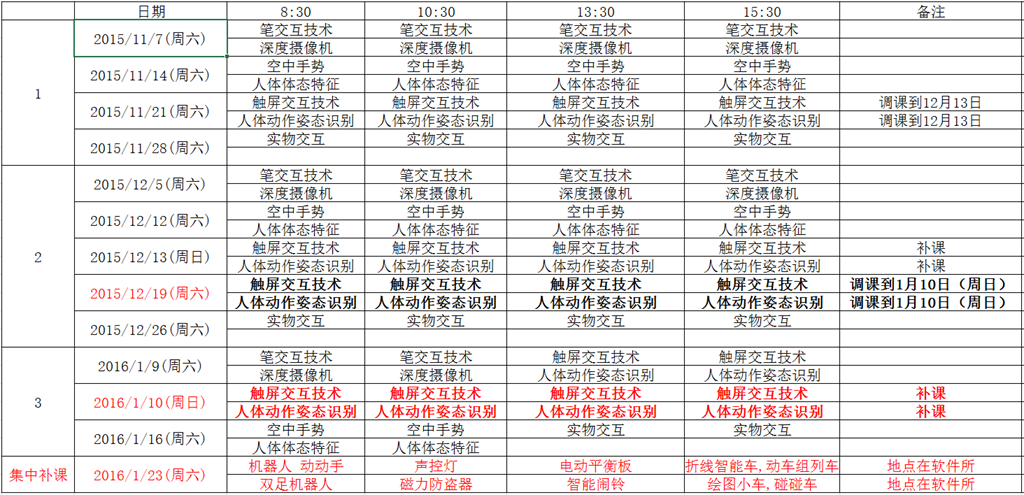 日期 8:30 10:30 13:30 15:30 备注
1
2015/11/7(周六)
笔交互技术 笔交互技术 笔交互技术 笔交互技术
深度摄像机 深度摄像机 深度摄像机 深度摄像机
2015/11/14(周六)
空中手势 空中手势 空中手势 空中手势
人体体态特征 人体体态特征 人体体态特征 人体体态特征
2015/11/21(周六)
触屏交互技术 触屏交互技术 触屏交互技术 触屏交互技术 调课到12月13日
人体动作姿态识别 人体动作姿态识别 人体动作姿态识别 人体动作姿态识别 调课到12月13日
2015/11/28(周六)
实物交互 实物交互 实物交互 实物交互
2
2015/12/5(周六)
笔交互技术 笔交互技术 笔交互技术 笔交互技术
深度摄像机 深度摄像机 深度摄像机 深度摄像机
2015/12/12(周六)
空中手势 空中手势 空中手势 空中手势
人体体态特征 人体体态特征 人体体态特征 人体体态特征
2015/12/13(周日)
触屏交互技术 触屏交互技术 触屏交互技术 触屏交互技术 补课
人体动作姿态识别 人体动作姿态识别 人体动作姿态识别 人体动作姿态识别 补课
2015/12/19(周六)
触屏交互技术 触屏交互技术 触屏交互技术 触屏交互技术 调课到1月10日（周日）
人体动作姿态识别 人体动作姿态识别 人体动作姿态识别 人体动作姿态识别 调课到1月10日（周日）
2015/12/26(周六)
实物交互 实物交互 实物交互 实物交互
3
2016/1/9(周六)
笔交互技术 笔交互技术 触屏交互技术 触屏交互技术
深度摄像机 深度摄像机 人体动作姿态识别 人体动作姿态识别
2016/1/10(周日)
触屏交互技术 触屏交互技术 触屏交互技术 触屏交互技术 补课
人体动作姿态识别 人体动作姿态识别 人体动作姿态识别 人体动作姿态识别 补课
2016/1/16(周六)
空中手势 空中手势 实物交互 实物交互
人体体态特征 人体体态特征
集中补课
2016/1/23(周六)
机器人 动动手 声控灯 电动平衡板 折线智能车,动车组列车 地点在软件所
双足机器人 磁力防盗器 智能闹铃 绘图小车,碰碰车 地点在软件所